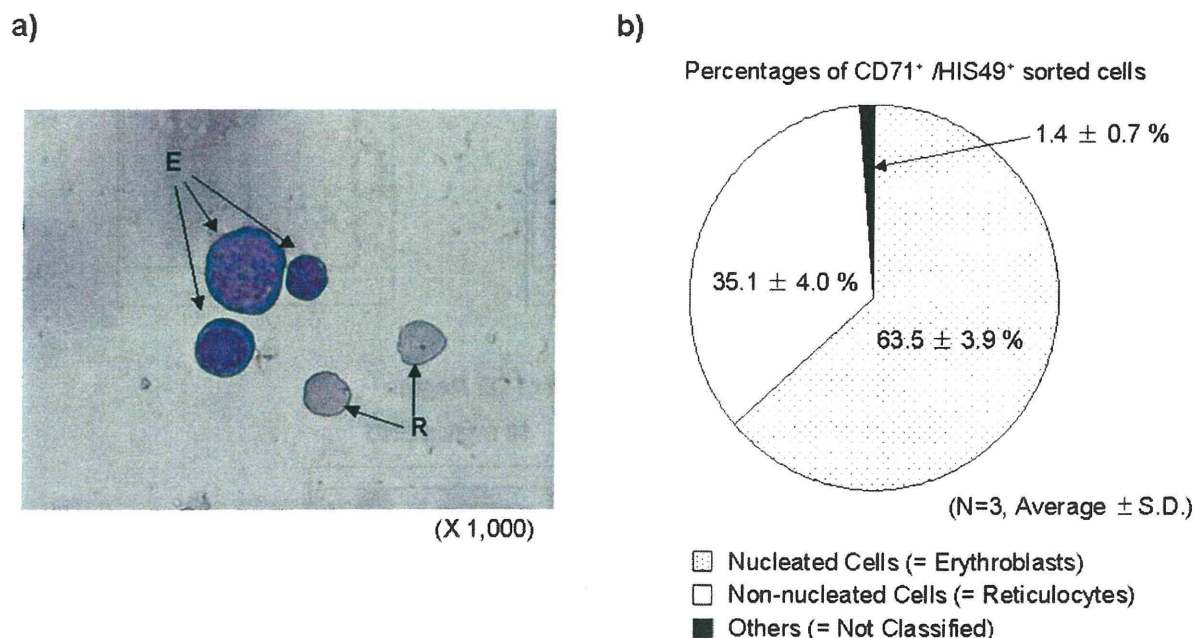 a)
E
R
(X 1,000)
b)
Percentages of CD71⁺ /HIS49⁺ sorted cells
1.4 ± 0.7 %
35.1 ± 4.0 %
63.5 ± 3.9 %
(N=3, Average ± S.D.)
Nucleated Cells (= Erythroblasts)
Non-nucleated Cells (= Reticulocytes)
Others (= Not Classified)